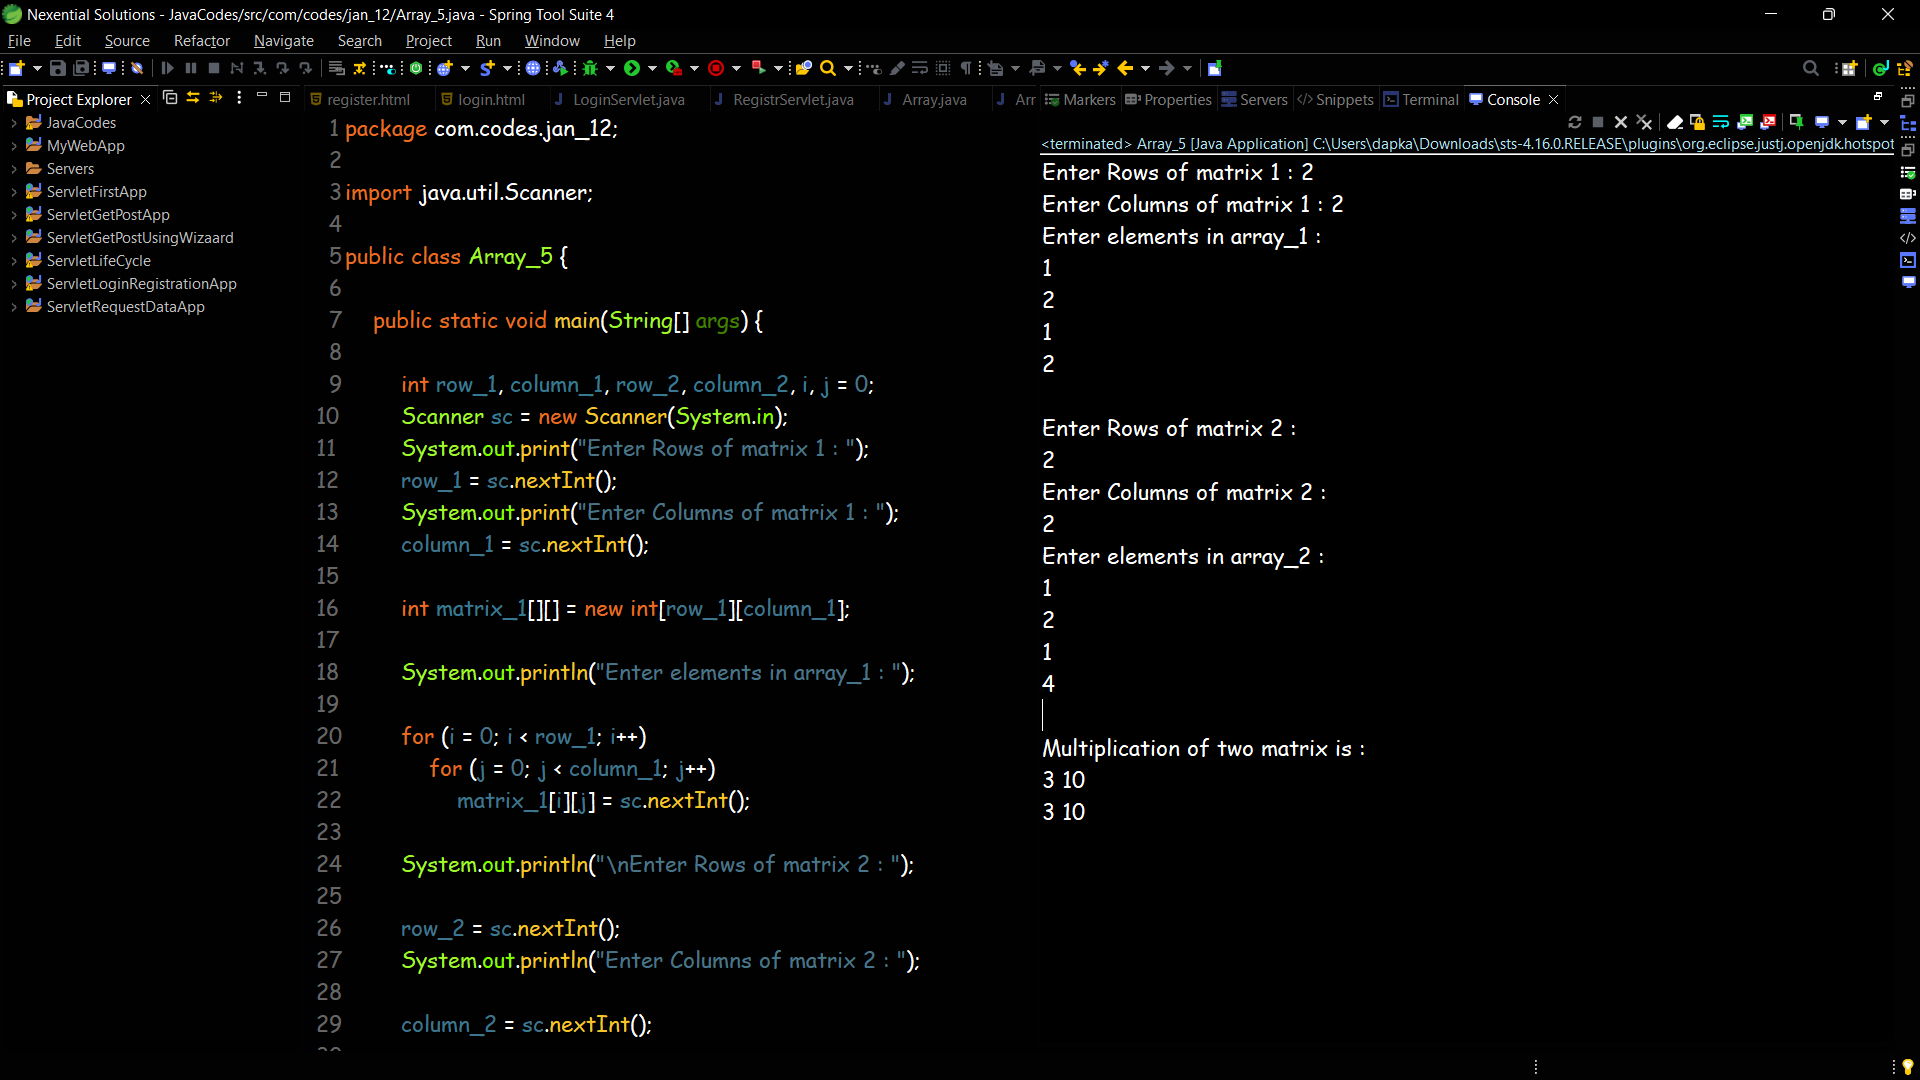 Nexential Solutions - JavaCodes/src/com/codes/jan_12/Array_5.java - Spring Tool Suite 4
File Edit Source Refactor Navigate Search Project Run Window Help
Project Explorer
JavaCodes
MyWebApp
Servers
ServletFirstApp
ServletGetPostApp
ServletGetPostUsingWizaard
ServletLifeCycle
ServletLoginRegistrationApp
ServletRequestDataApp
register.html login.html LoginServlet.java RegistrServlet.java Array.java Arr
1 package com.codes.jan_12;
2
3 import java.util.Scanner;
4
5 public class Array_5 {
6
7 public static void main(String[] args) {
8
9 int row_1, column_1, row_2, column_2, i, j = 0;
10 Scanner sc = new Scanner(System.in);
11 System.out.print("Enter Rows of matrix 1 : ");
12 row_1 = sc.nextInt();
13 System.out.print("Enter Columns of matrix 1 : ");
14 column_1 = sc.nextInt();
15
16 int matrix_1[][] = new int[row_1][column_1];
17
18 System.out.println("Enter elements in array_1 : ");
19
20 for (i = 0; i < row_1; i++)
21 for (j = 0; j < column_1; j++)
22 matrix_1[i][j] = sc.nextInt();
23
24 System.out.println("\nEnter Rows of matrix 2 : ");
25
26 row_2 = sc.nextInt();
27 System.out.println("Enter Columns of matrix 2 : ");
28
29 column_2 = sc.nextInt();
Markers Properties Servers Snippets Terminal Console
<terminated> Array_5 [Java Application] C:\Users\dapka\Downloads\sts-4.16.0.RELEASE\plugins\org.eclipse.justj.openjdk.hotspot
Enter Rows of matrix 1 : 2
Enter Columns of matrix 1 : 2
Enter elements in array_1 :
1
2
1
2
Enter Rows of matrix 2 :
2
Enter Columns of matrix 2 :
2
Enter elements in array_2 :
1
2
1
4
Multiplication of two matrix is :
3 10
3 10